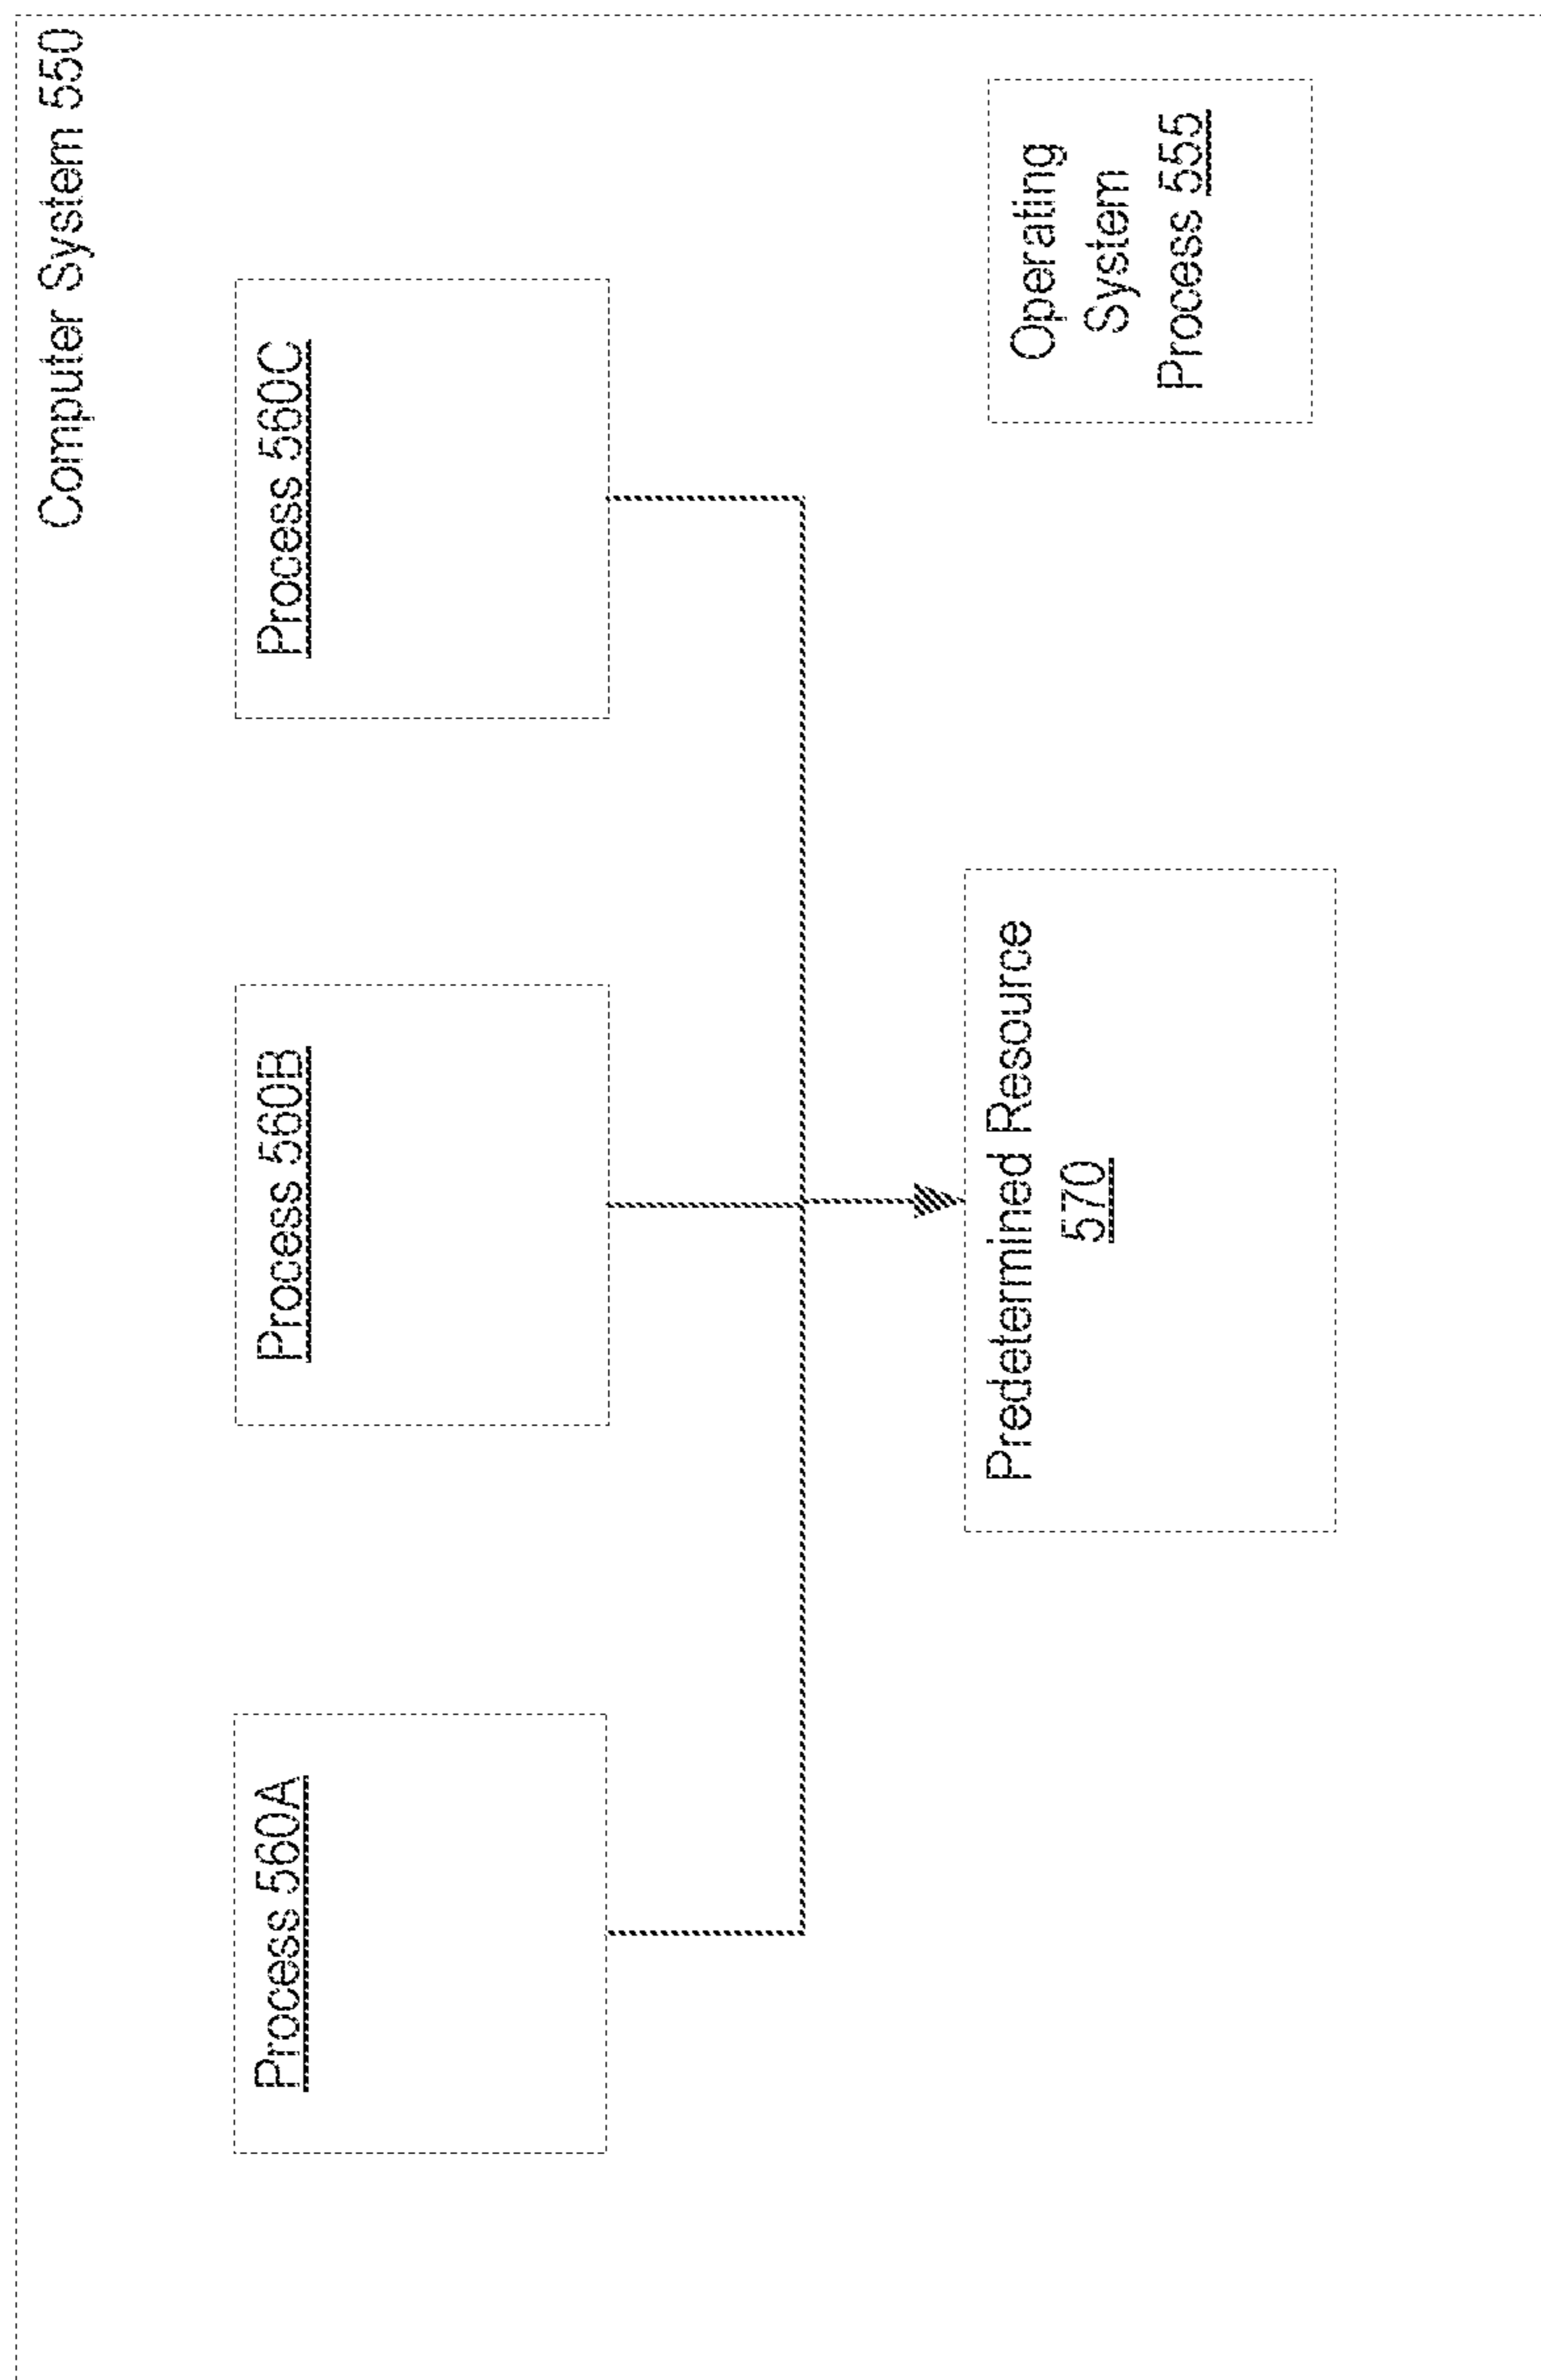 Computer System 550
Process 560A
Process 560B
Process 560C
Predetermined Resource
570
Operating
System
Process 555